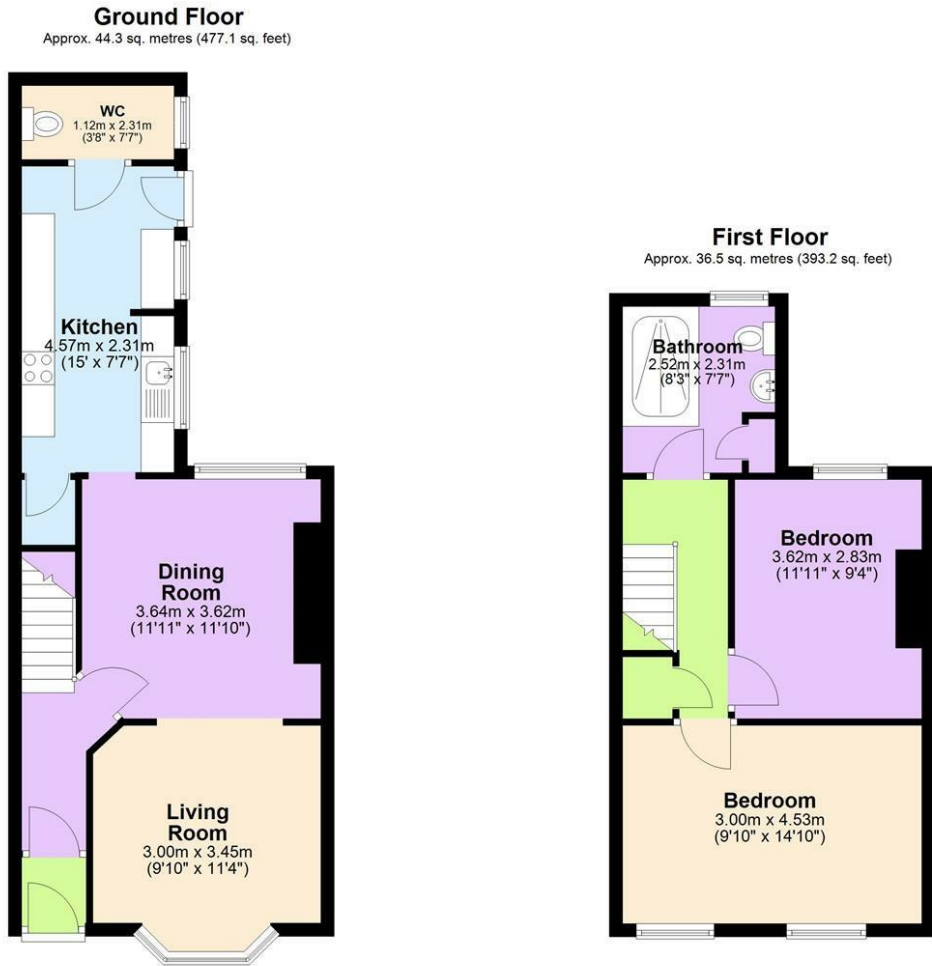 Ground Floor
Approx. 44.3 sq. metres (477.1 sq. feet)
WC
1.12m x 2.31m
(3'8" x 7'7")
Kitchen
4.57m x 2.31m
(15' x 7'7")
Dining
Room
3.64m x 3.62m
(11'11" x 11'10")
Living
Room
3.00m x 3.45m
(9'10" x 11'4")
First Floor
Approx. 36.5 sq. metres (393.2 sq. feet)
Bathroom
2.52m x 2.31m
(8'3" x 7'7")
Bedroom
3.62m x 2.83m
(11'11" x 9'4")
Bedroom
3.00m x 4.53m
(9'10" x 14'10")